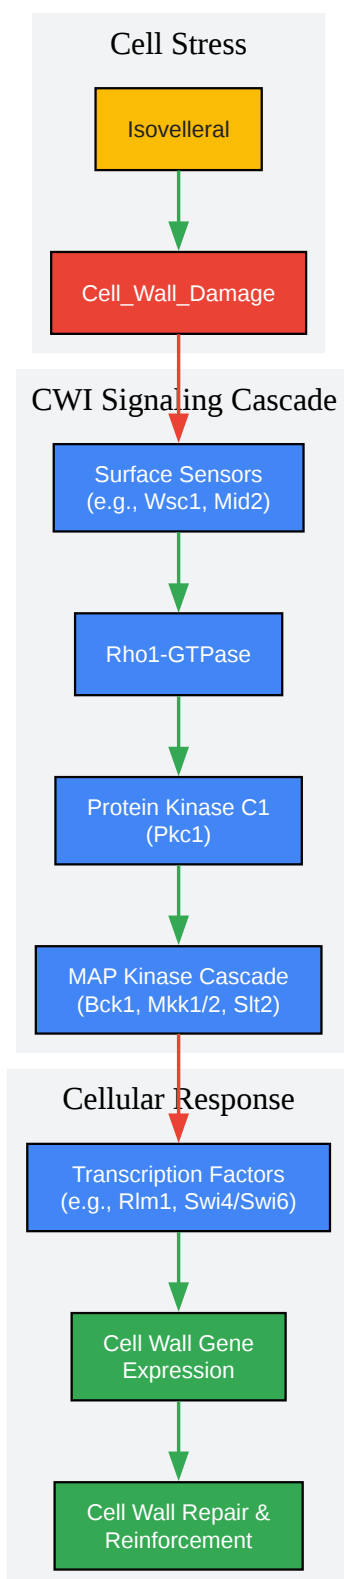 Cell Stress
Isovelleral
Cell_Wall_Damage
CWI Signaling Cascade
Surface Sensors
(e.g., Wsc1, Mid2)
Rho1-GTPase
Protein Kinase C1
(Pkc1)
MAP Kinase Cascade
(Bck1, Mkk1/2, Slt2)
Cellular Response
Transcription Factors
(e.g., Rlm1, Swi4/Swi6)
Cell Wall Gene
Expression
Cell Wall Repair &
Reinforcement